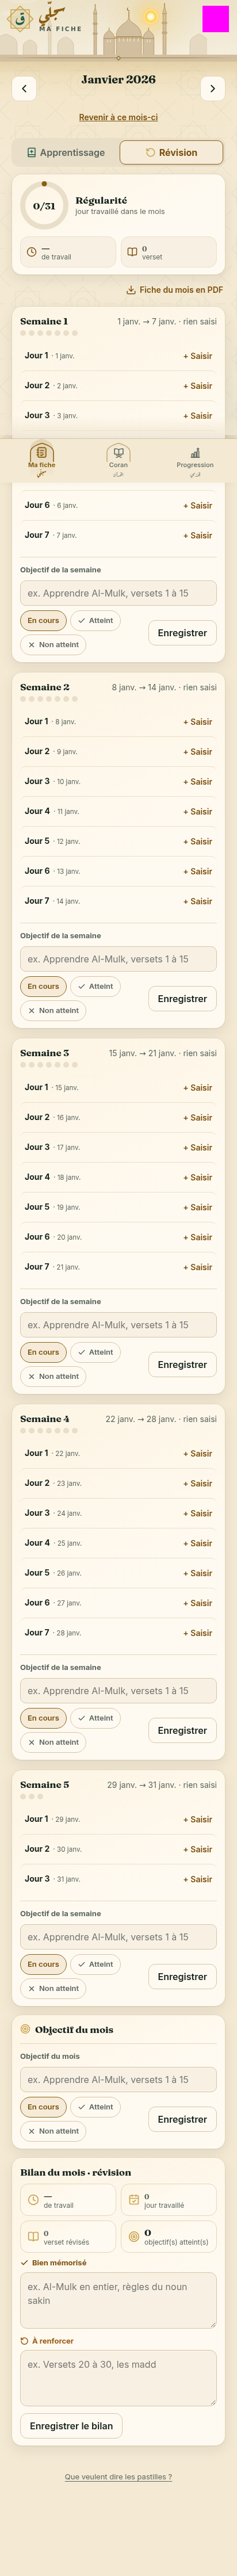 سجلّي
ق
MA FICHE
Janvier 2026
Revenir à ce mois-ci
Apprentissage
Révision
0/31
Régularité
jour travaillé dans le mois
—
de travail
0
verset
Fiche du mois en PDF
Semaine 1
1 janv. → 7 janv. · rien saisi
Jour 1 · 1 janv.
+ Saisir
Jour 2 · 2 janv.
+ Saisir
Jour 3 · 3 janv.
+ Saisir
Ma fiche
Coran
Progression
Jour 6 · 6 janv.
+ Saisir
Jour 7 · 7 janv.
+ Saisir
Objectif de la semaine
ex. Apprendre Al-Mulk, versets 1 à 15
En cours
Atteint
Non atteint
Enregistrer
Semaine 2
8 janv. → 14 janv. · rien saisi
Jour 1 · 8 janv.
+ Saisir
Jour 2 · 9 janv.
+ Saisir
Jour 3 · 10 janv.
+ Saisir
Jour 4 · 11 janv.
+ Saisir
Jour 5 · 12 janv.
+ Saisir
Jour 6 · 13 janv.
+ Saisir
Jour 7 · 14 janv.
+ Saisir
Objectif de la semaine
ex. Apprendre Al-Mulk, versets 1 à 15
En cours
Atteint
Non atteint
Enregistrer
Semaine 3
15 janv. → 21 janv. · rien saisi
Jour 1 · 15 janv.
+ Saisir
Jour 2 · 16 janv.
+ Saisir
Jour 3 · 17 janv.
+ Saisir
Jour 4 · 18 janv.
+ Saisir
Jour 5 · 19 janv.
+ Saisir
Jour 6 · 20 janv.
+ Saisir
Jour 7 · 21 janv.
+ Saisir
Objectif de la semaine
ex. Apprendre Al-Mulk, versets 1 à 15
En cours
Atteint
Non atteint
Enregistrer
Semaine 4
22 janv. → 28 janv. · rien saisi
Jour 1 · 22 janv.
+ Saisir
Jour 2 · 23 janv.
+ Saisir
Jour 3 · 24 janv.
+ Saisir
Jour 4 · 25 janv.
+ Saisir
Jour 5 · 26 janv.
+ Saisir
Jour 6 · 27 janv.
+ Saisir
Jour 7 · 28 janv.
+ Saisir
Objectif de la semaine
ex. Apprendre Al-Mulk, versets 1 à 15
En cours
Atteint
Non atteint
Enregistrer
Semaine 5
29 janv. → 31 janv. · rien saisi
Jour 1 · 29 janv.
+ Saisir
Jour 2 · 30 janv.
+ Saisir
Jour 3 · 31 janv.
+ Saisir
Objectif de la semaine
ex. Apprendre Al-Mulk, versets 1 à 15
En cours
Atteint
Non atteint
Enregistrer
Objectif du mois
Objectif du mois
ex. Apprendre Al-Mulk, versets 1 à 15
En cours
Atteint
Non atteint
Enregistrer
Bilan du mois · révision
—
de travail
0
jour travaillé
0
verset révisés
0
objectif(s) atteint(s)
Bien mémorisé
ex. Al-Mulk en entier, règles du noun
sakin
À renforcer
ex. Versets 20 à 30, les madd
Enregistrer le bilan
Que veulent dire les pastilles ?